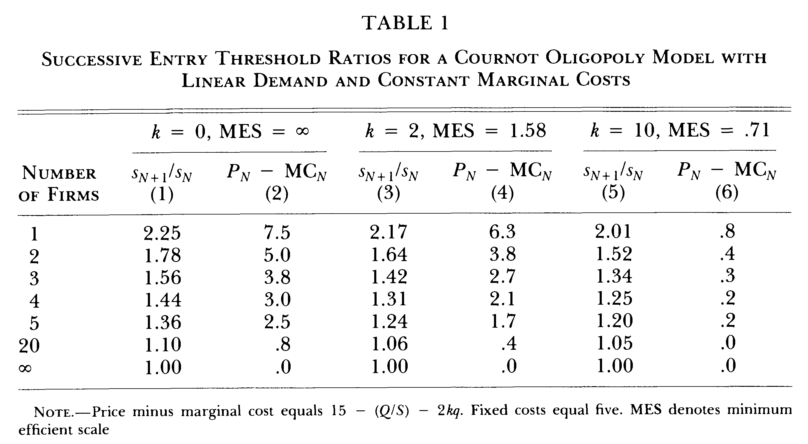 TABLE 1
SUCCESSIVE ENTRY THRESHOLD RATIOS FOR A COURNOT OLIGOPOLY MODEL WITH
LINEAR DEMAND AND CONSTANT MARGINAL COSTS
k = 0, MES = ∞ k = 2, MES = 1.58 k = 10, MES = .71
NUMBER OF FIRMS s_{N+1}/s_N (1) P_N − MC_N (2) s_{N+1}/s_N (3) P_N − MC_N (4) s_{N+1}/s_N (5) P_N − MC_N (6)
1 2.25 7.5 2.17 6.3 2.01 .8
2 1.78 5.0 1.64 3.8 1.52 .4
3 1.56 3.8 1.42 2.7 1.34 .3
4 1.44 3.0 1.31 2.1 1.25 .2
5 1.36 2.5 1.24 1.7 1.20 .2
20 1.10 .8 1.06 .4 1.05 .0
∞ 1.00 .0 1.00 .0 1.00 .0
NOTE.—Price minus marginal cost equals 15 − (Q/S) − 2kq. Fixed costs equal five. MES denotes minimum
efficient scale